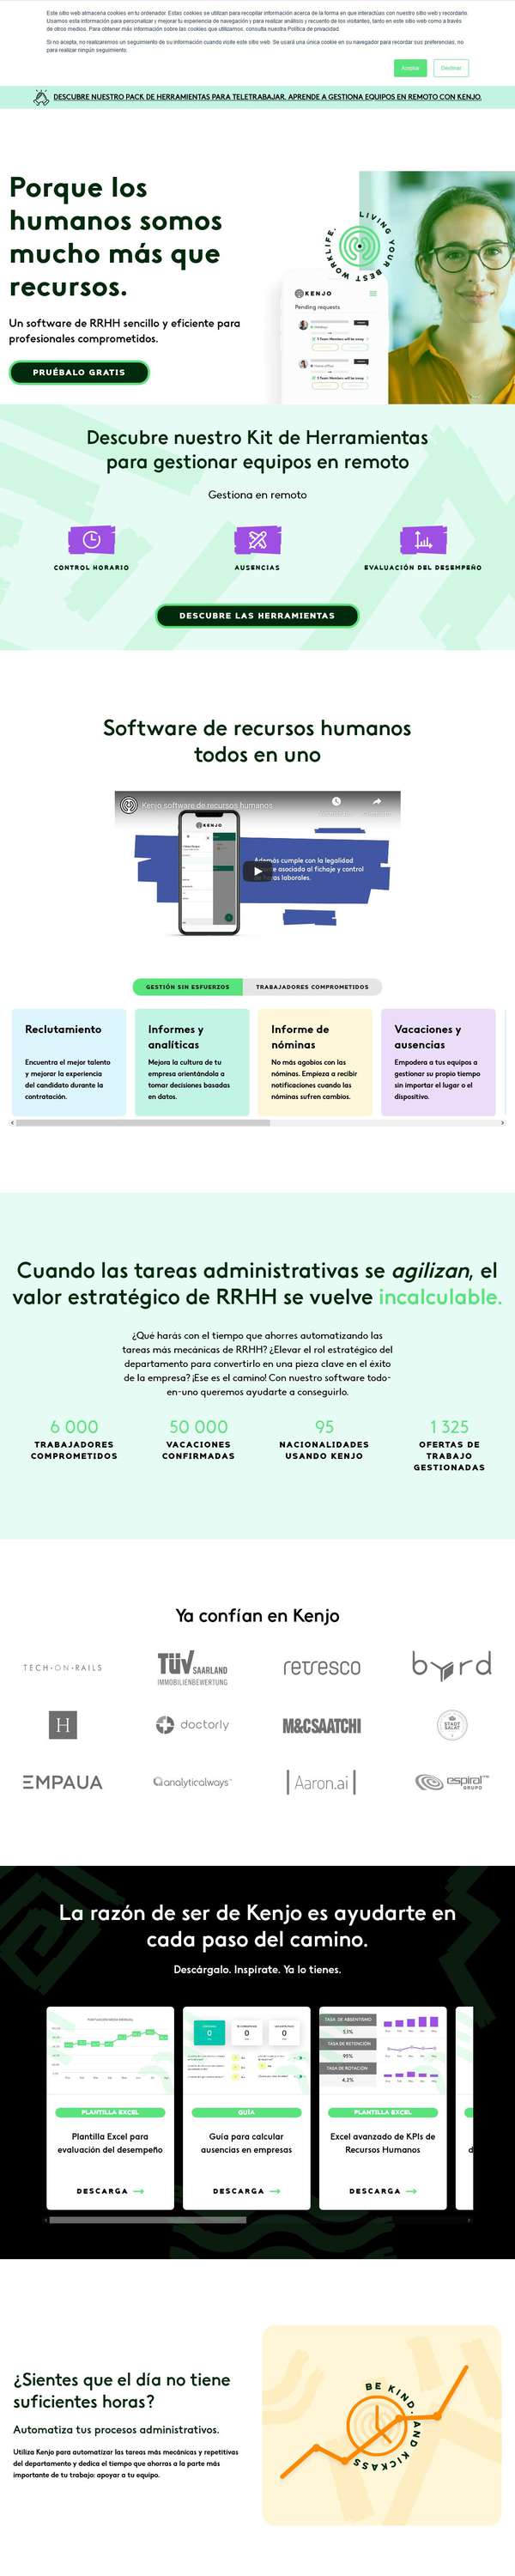 Este sitio web almacena cookies en tu ordenador. Estas cookies se utilizan para recopilar información acerca de la forma en que interactúas con nuestro sitio web y recordarlo.
Usamos esta información para personalizar y mejorar tu experiencia de navegación y para realizar análisis y recuento de los visitantes, tanto en este sitio web como a través
de otros medios. Para obtener más información sobre las cookies que utilizamos, consulta nuestra Política de privacidad.
Si no acepta, no realizaremos un seguimiento de su información cuando visite este sitio web. Se usará una única cookie en su navegador para recordar sus preferencias, no
para realizar ningún seguimiento.
Aceptar
Declinar
DESCUBRE NUESTRO PACK DE HERRAMIENTAS PARA TELETRABAJAR. APRENDE A GESTIONA EQUIPOS EN REMOTO CON KENJO.
Porque los
humanos somos
mucho más que
recursos.
Un software de RRHH sencillo y eficiente para
profesionales comprometidos.
PRUÉBALO GRATIS
LIVING YOUR BEST WORKLIFE.
KENJO
Pending requests
Descubre nuestro Kit de Herramientas
para gestionar equipos en remoto
Gestiona en remoto
CONTROL HORARIO
AUSENCIAS
EVALUACIÓN DEL DESEMPEÑO
DESCUBRE LAS HERRAMIENTAS
Software de recursos humanos
todos en uno
Kenjo software de recursos humanos
KENJO
Además cumple con la legalidad
asociada al fichaje y control
laborales.
GESTIÓN SIN ESFUERZOS
TRABAJADORES COMPROMETIDOS
Reclutamiento
Encuentra el mejor talento
y mejorar la experiencia
del candidato durante la
contratación.
Informes y
analíticas
Mejora la cultura de tu
empresa orientándola a
tomar decisiones basadas
en datos.
Informe de
nóminas
No más agobios con las
nóminas. Empieza a recibir
notificaciones cuando las
nóminas sufren cambios.
Vacaciones y
ausencias
Empodera a tus equipos a
gestionar su propio tiempo
sin importar el lugar o el
dispositivo.
Cuando las tareas administrativas se agilizan, el
valor estratégico de RRHH se vuelve incalculable.
¿Qué harás con el tiempo que ahorres automatizando las
tareas más mecánicas de RRHH? ¿Elevar el rol estratégico del
departamento para convertirlo en una pieza clave en el éxito
de la empresa? ¡Ese es el camino! Con nuestro software todo-
en-uno queremos ayudarte a conseguirlo.
6 000
TRABAJADORES
COMPROMETIDOS
50 000
VACACIONES
CONFIRMADAS
95
NACIONALIDADES
USANDO KENJO
1 325
OFERTAS DE
TRABAJO
GESTIONADAS
Ya confían en Kenjo
TECH·ON·RAILS
TÜV SAARLAND
IMMOBILIENBEWERTUNG
retresco
byrd
H
doctorly
M&CSAATCHI
STADT
SALAT
EMPAUA
analyticalways
Aaron.ai
espiral
GRUPO
La razón de ser de Kenjo es ayudarte en
cada paso del camino.
Descárgalo. Inspírate. Ya lo tienes.
PLANTILLA EXCEL
Plantilla Excel para
evaluación del desempeño
DESCARGA
0
0
0
GUÍA
Guía para calcular
ausencias en empresas
DESCARGA
TASA DE ABSENTISMO
5.1%
TASA DE RETENCIÓN
95%
TASA DE ROTACIÓN
4.2%
PLANTILLA EXCEL
Excel avanzado de KPIs de
Recursos Humanos
DESCARGA
d
¿Sientes que el día no tiene
suficientes horas?
Automatiza tus procesos administrativos.
Utiliza Kenjo para automatizar las tareas más mecánicas y repetitivas
del departamento y dedica el tiempo que ahorras a la parte más
importante de tu trabajo: apoyar a tu equipo.
BE KIND. AND KICKASS